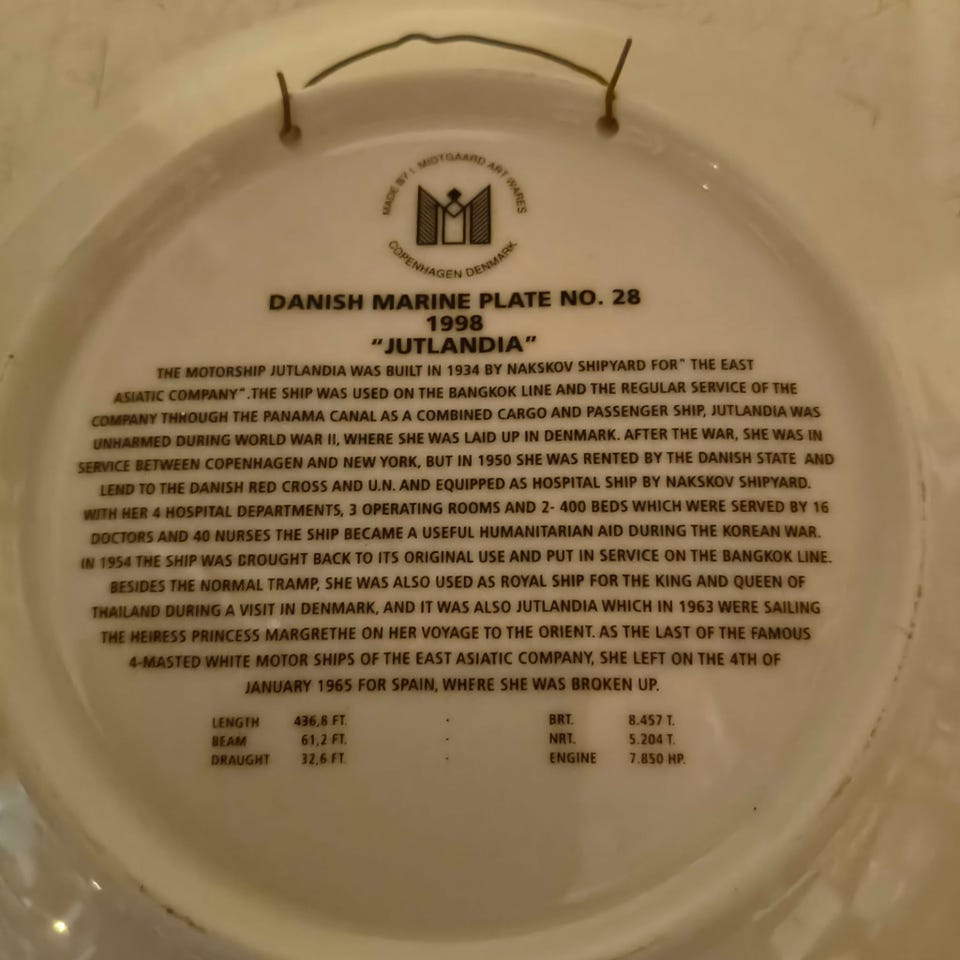 MADE BY I. MIDTGAARD ART WARES
COPENHAGEN DENMARK
DANISH MARINE PLATE NO. 28
1998
"JUTLANDIA"
THE MOTORSHIP JUTLANDIA WAS BUILT IN 1934 BY NAKSKOV SHIPYARD FOR" THE EAST
ASIATIC COMPANY".THE SHIP WAS USED ON THE BANGKOK LINE AND THE REGULAR SERVICE OF THE
COMPANY THHOUGH THE PANAMA CANAL AS A COMBINED CARGO AND PASSENGER SHIP, JUTLANDIA WAS
UNHARMED DURING WORLD WAR II, WHERE SHE WAS LAID UP IN DENMARK. AFTER THE WAR, SHE WAS IN
SERVICE BETWEEN COPENHAGEN AND NEW YORK, BUT IN 1950 SHE WAS RENTED BY THE DANISH STATE AND
LEND TO THE DANISH RED CROSS AND U.N. AND EQUIPPED AS HOSPITAL SHIP BY NAKSKOV SHIPYARD.
WITH HER 4 HOSPITAL DEPARTMENTS, 3 OPERATING ROOMS AND 2- 400 BEDS WHICH WERE SERVED BY 16
DOCTORS AND 40 NURSES THE SHIP BECAME A USEFUL HUMANITARIAN AID DURING THE KOREAN WAR.
IN 1954 THE SHIP WAS BROUGHT BACK TO ITS ORIGINAL USE AND PUT IN SERVICE ON THE BANGKOK LINE.
BESIDES THE NORMAL TRAMP, SHE WAS ALSO USED AS ROYAL SHIP FOR THE KING AND QUEEN OF
THAILAND DURING A VISIT IN DENMARK, AND IT WAS ALSO JUTLANDIA WHICH IN 1963 WERE SAILING
THE HEIRESS PRINCESS MARGRETHE ON HER VOYAGE TO THE ORIENT. AS THE LAST OF THE FAMOUS
4-MASTED WHITE MOTOR SHIPS OF THE EAST ASIATIC COMPANY, SHE LEFT ON THE 4TH OF
JANUARY 1965 FOR SPAIN, WHERE SHE WAS BROKEN UP.
LENGTH 436,8 FT. · BRT. 8.457 T.
BEAM 61,2 FT. · NRT. 5.204 T.
DRAUGHT 32,6 FT. · ENGINE 7.850 HP.